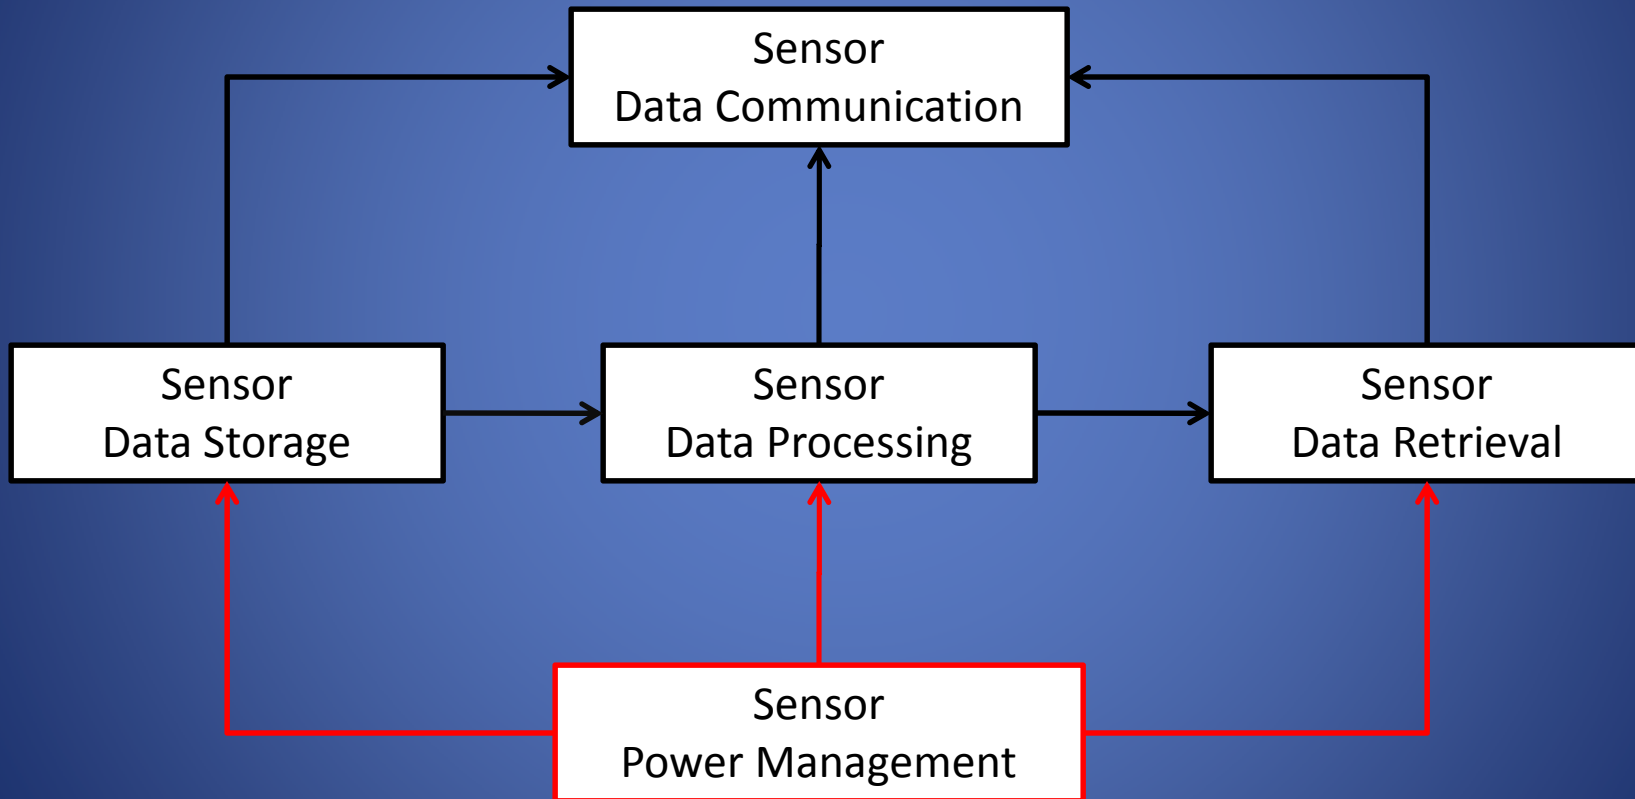 Sensor
Data Communication
Sensor
Data Storage
Sensor
Data Processing
Sensor
Data Retrieval
Sensor
Power Management